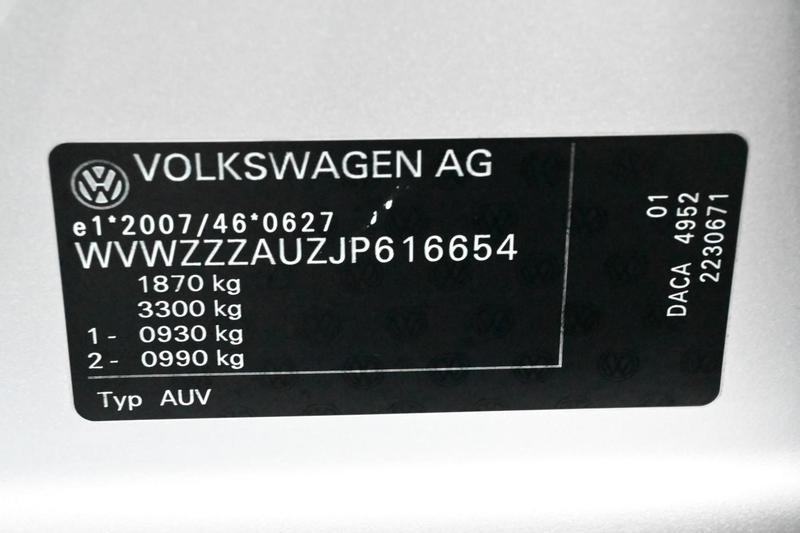 VOLKSWAGEN AG
e1*2007/46*0627
WVWZZZAUZJP616654
1870 kg
3300 kg
1 - 0930 kg
2 - 0990 kg
Typ AUV
01
DACA 4952
2230671